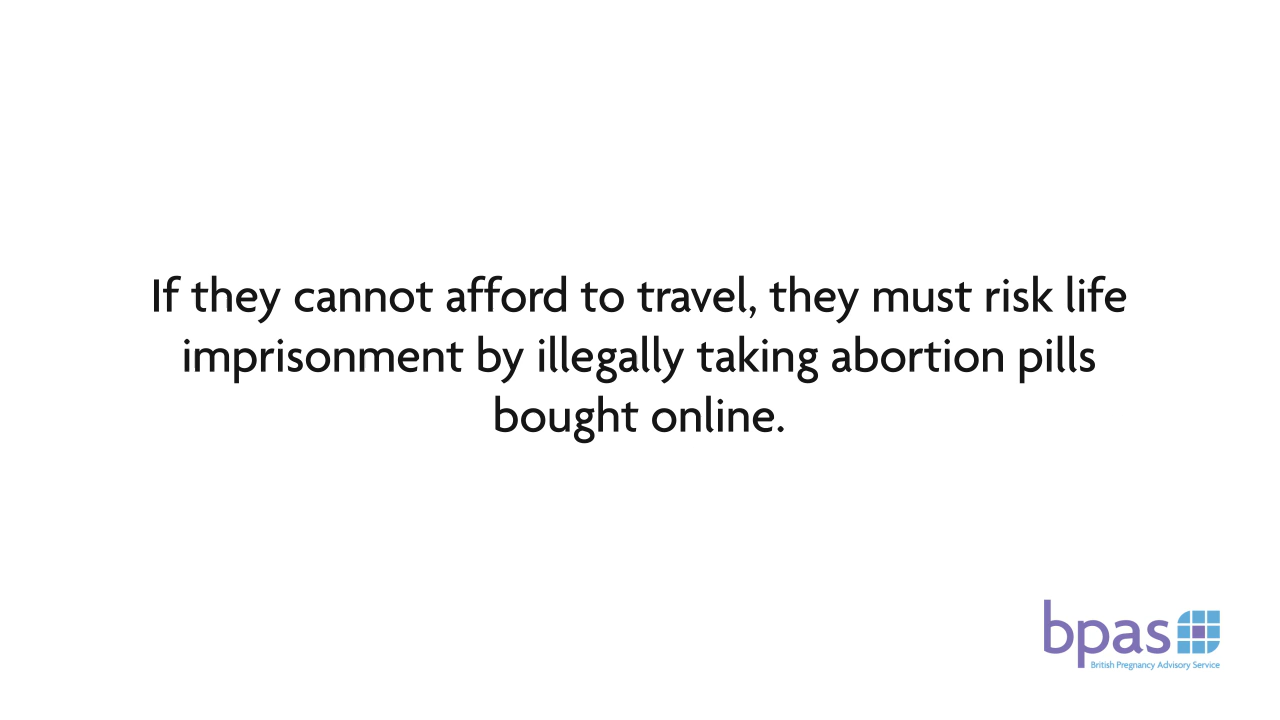 If they cannot afford to travel, they must risk life
imprisonment by illegally taking abortion pills
bought online.
bpas
British Pregnancy Advisory Service